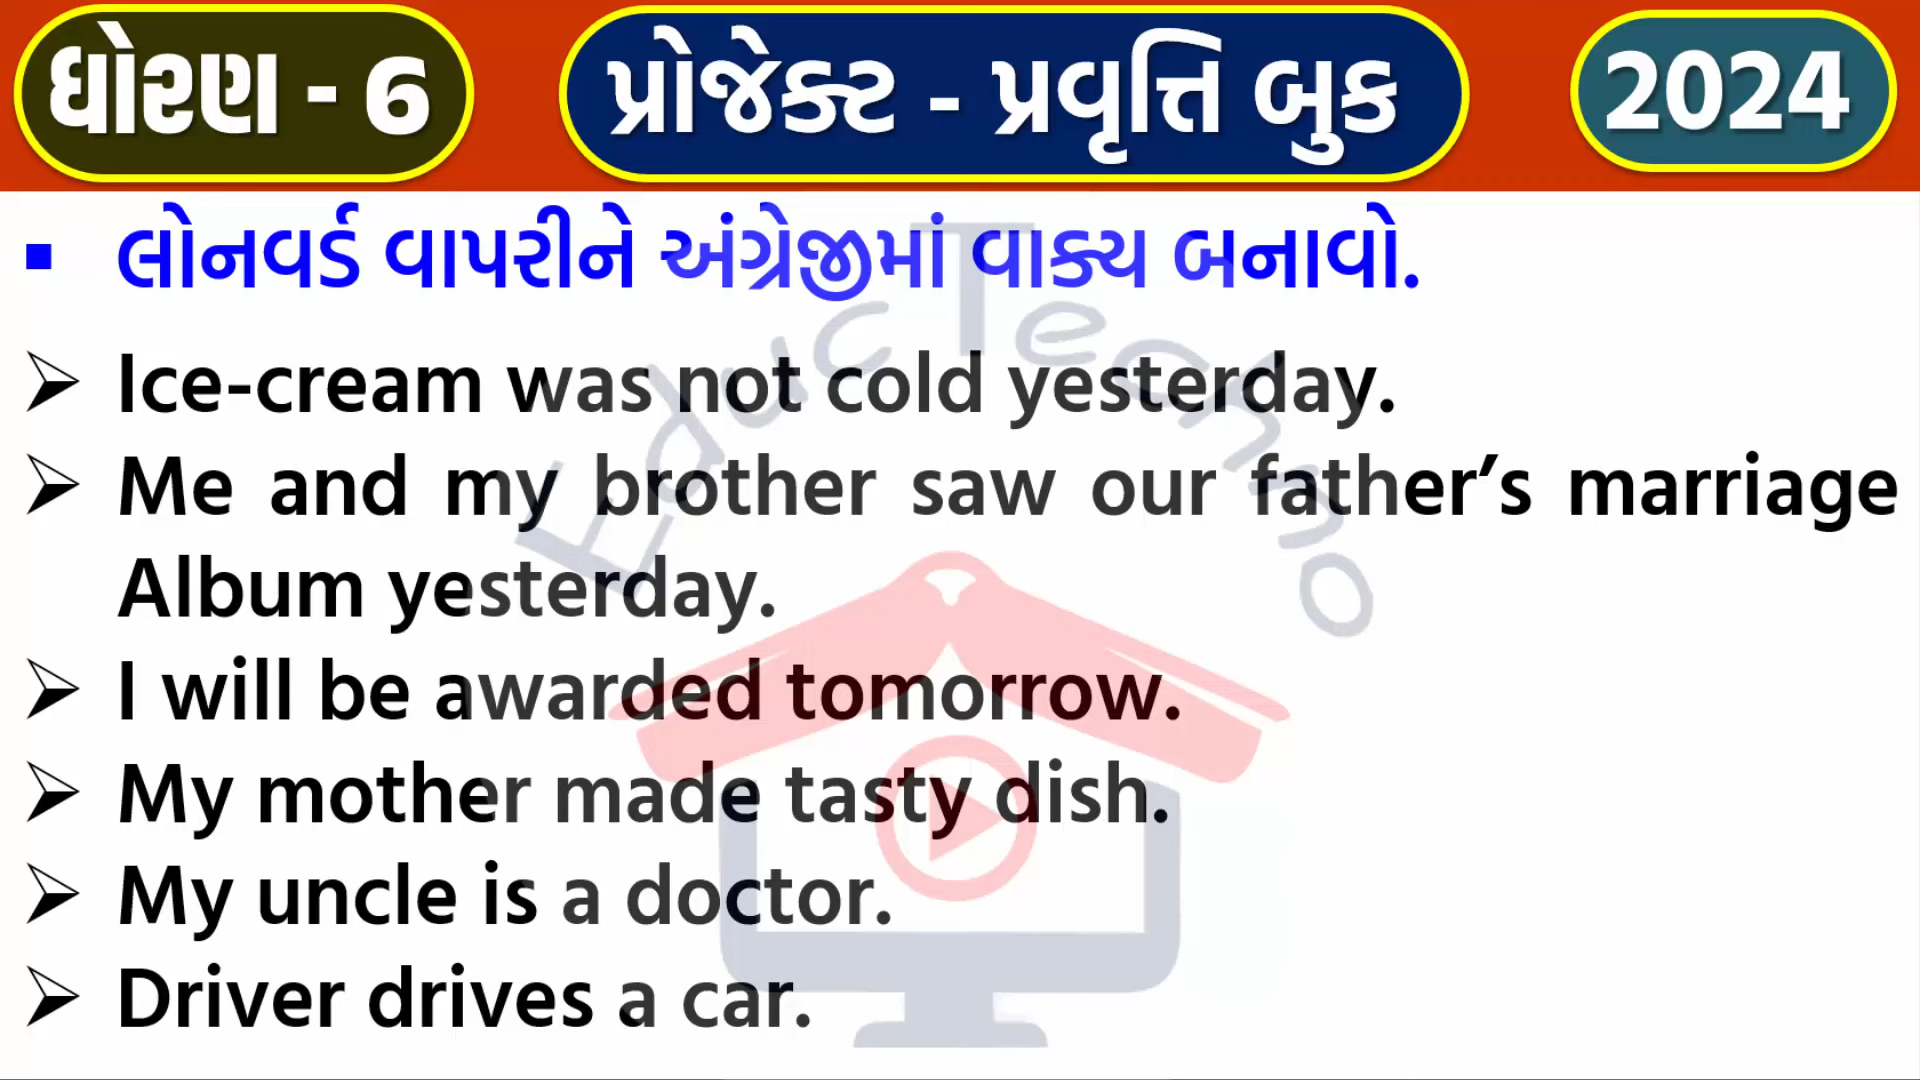 ધોરણ - 6
પ્રોજેક્ટ - પ્રવૃત્તિ બુક
2024
▪ લોનવર્ડ વાપરીને અંગ્રેજીમાં વાક્ય બનાવો.
➢ Ice-cream was not cold yesterday.
➢ Me and my brother saw our father’s marriage
Album yesterday.
➢ I will be awarded tomorrow.
➢ My mother made tasty dish.
➢ My uncle is a doctor.
➢ Driver drives a car.
EducTechno